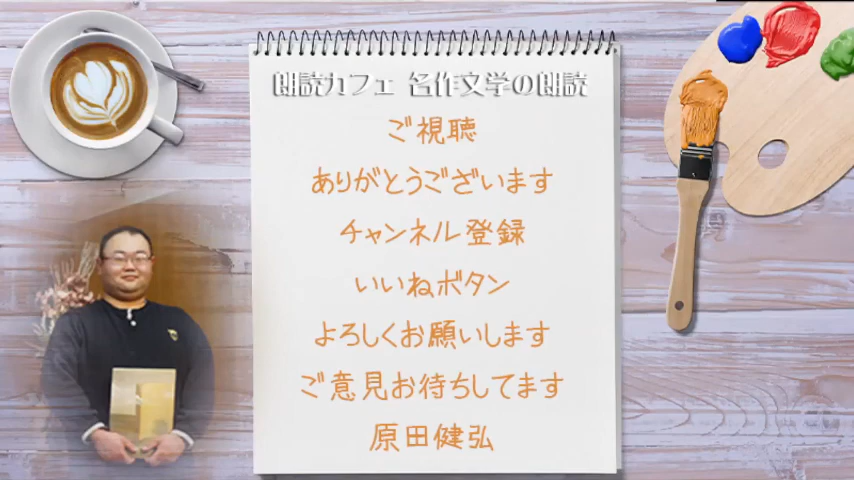 朗読カフェ 名作文学の朗読
ご視聴
ありがとうございます
チャンネル登録
いいねボタン
よろしくお願いします
ご意見お待ちしてます
原田健弘